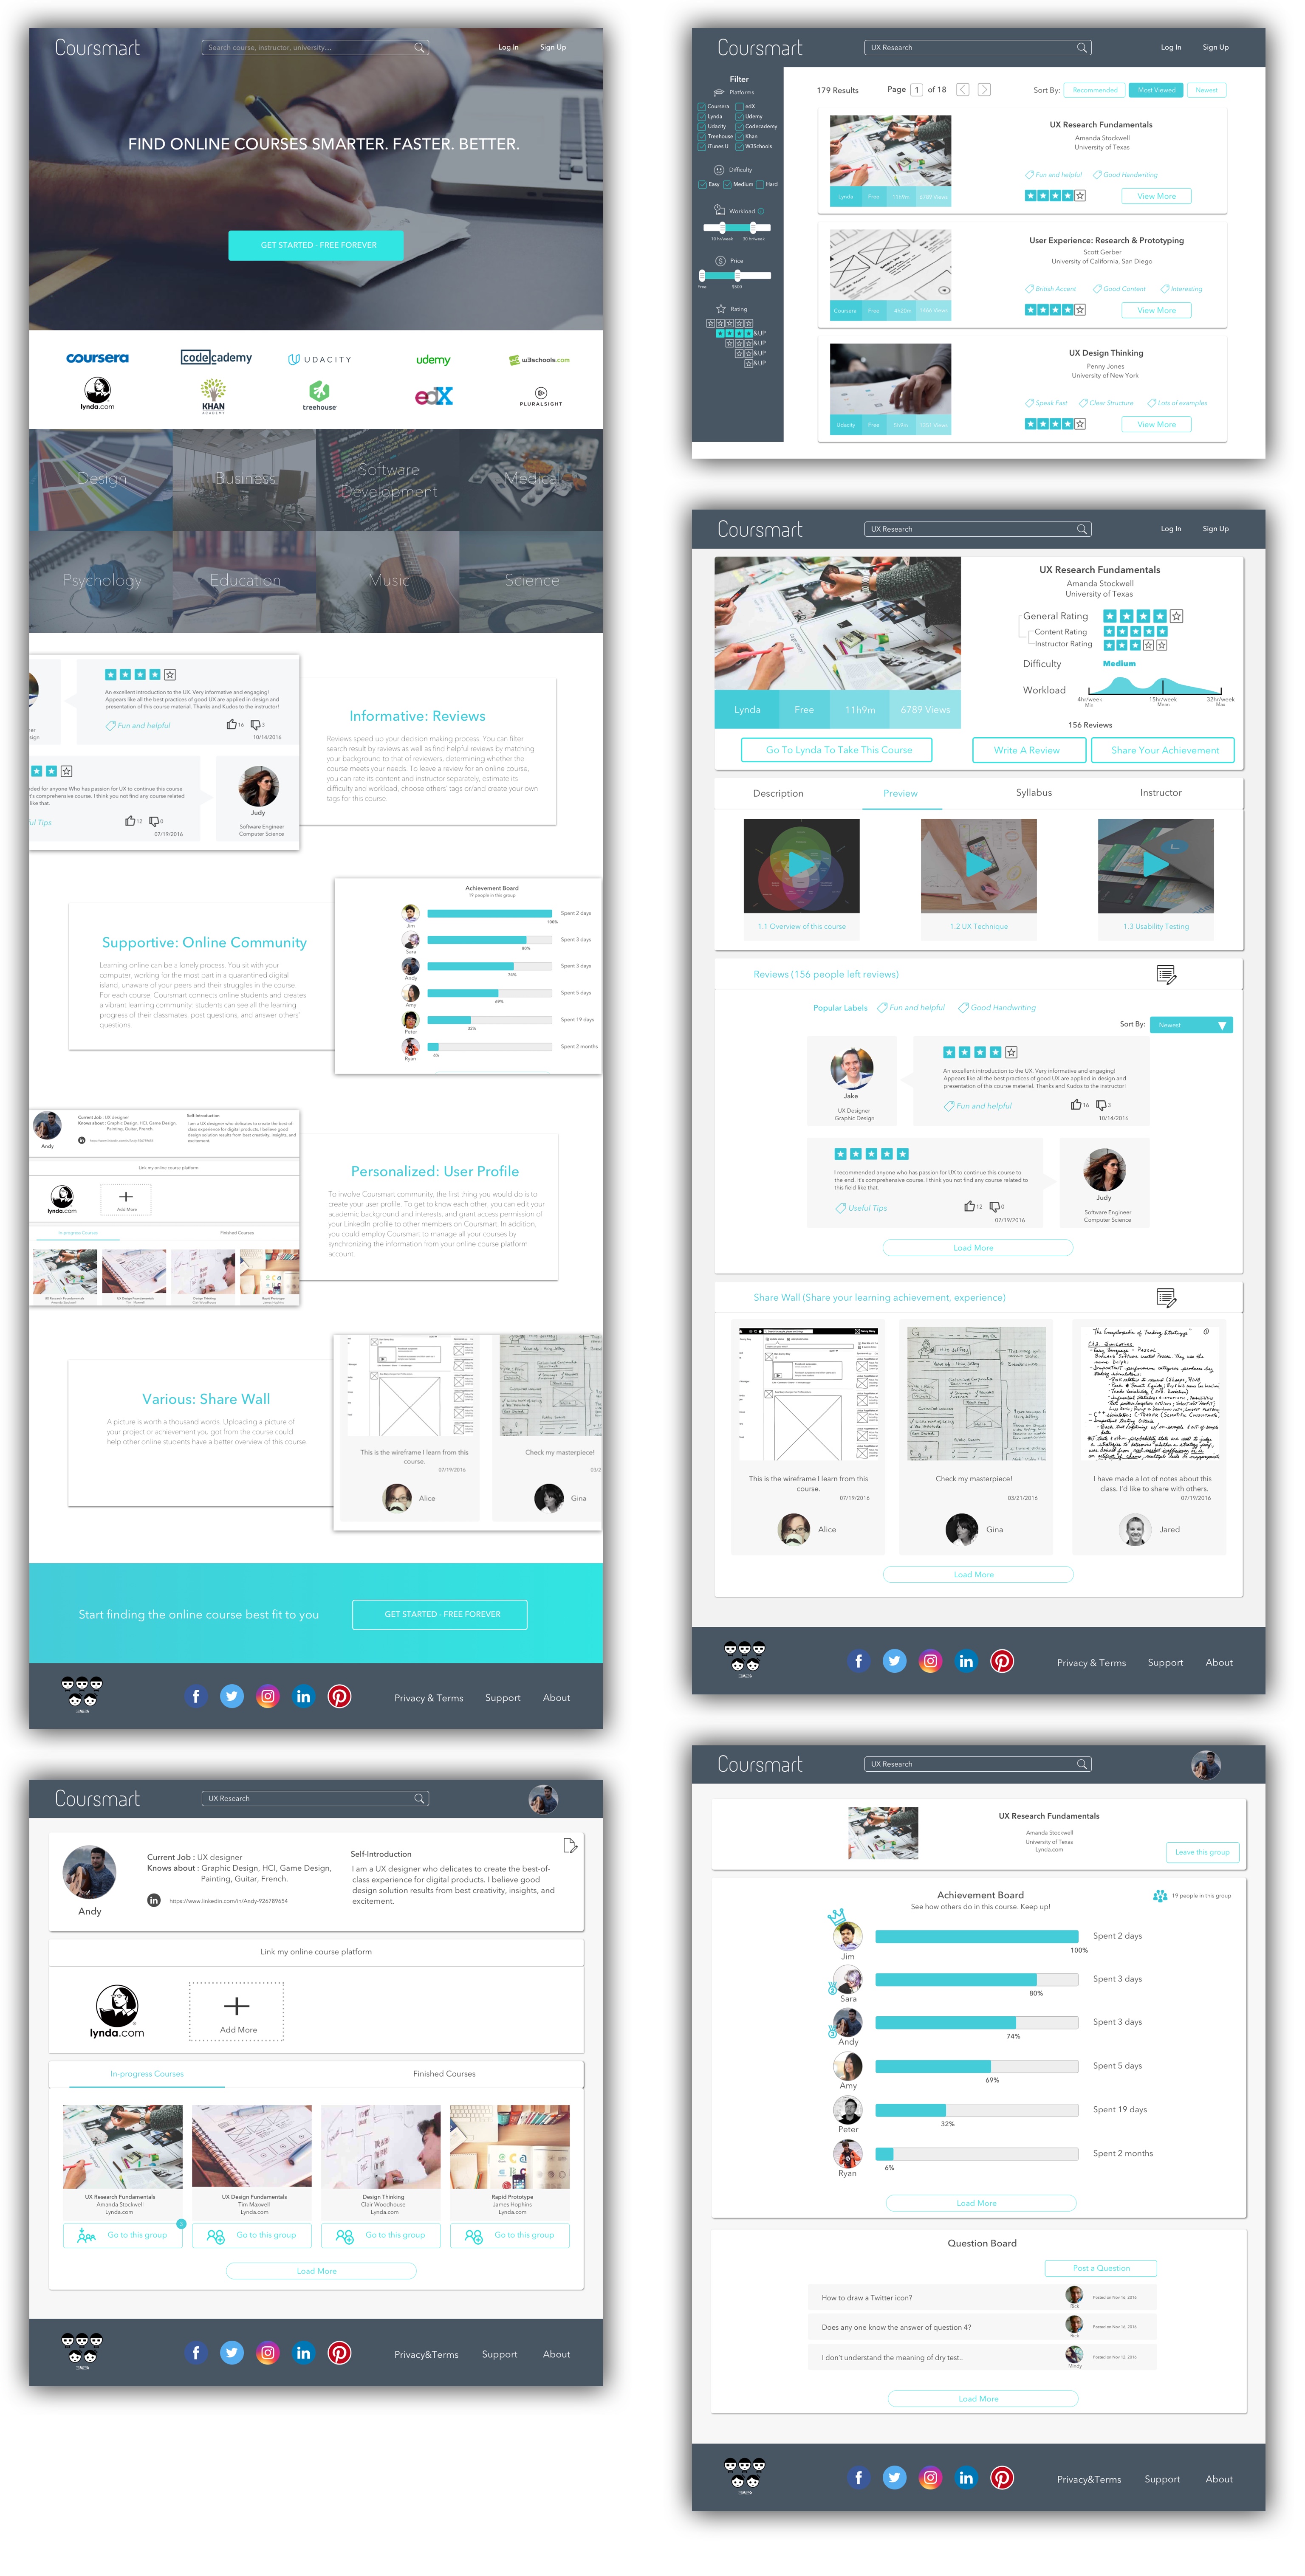 Coursmart
Search course, instructor, university...
Log In
Sign Up
FIND ONLINE COURSES SMARTER. FASTER. BETTER.
GET STARTED - FREE FOREVER
coursera
codecademy
UDACITY
udemy
w3schools.com
lynda.com
KHAN
ACADEMY
treehouse
edX
PLURALSIGHT
Design
Business
Software
Development
Medical
Psychology
Education
Music
Science
An excellent introduction to the UX. Very informative and engaging!
Appears like all the best practices of good UX are applied in design and
presentation of this course material. Thanks and Kudos to the instructor!
Fun and helpful
16
3
10/14/2016
er
sign
ded for anyone Who has passion for UX to continue this course
t's comprehensive course. I think you not find any course related
like that.
ul Tips
12
0
07/19/2016
Judy
Software Engineer
Computer Science
Informative: Reviews
Reviews speed up your decision making process. You can filter
search result by reviews as well as find helpful reviews by matching
your background to that of reviewers, determining whether the
course meets your needs. To leave a review for an online course,
you can rate its content and instructor separately, estimate its
difficulty and workload, choose others' tags or/and create your own
tags for this course.
Supportive: Online Community
Learning online can be a lonely process. You sit with your
computer, working for the most part in a quarantined digital
island, unaware of your peers and their struggles in the course.
For each course, Coursmart connects online students and creates
a vibrant learning community: students can see all the learning
progress of their classmates, post questions, and answer others'
questions.
Achievement Board
19 people in this group
Jim
100%
Spent 2 days
Sara
80%
Spent 3 days
Andy
74%
Spent 3 days
Amy
69%
Spent 5 days
Peter
32%
Spent 19 days
Ryan
6%
Spent 2 months
Andy
Current Job : UX designer
Knows about : Graphic Design, HCI, Game Design,
Painting, Guitar, French.
Self-Introduction
I am a UX designer who delicates to create the best-of-
class experience for digital products. I believe good
design solution results from best creativity, insights, and
excitement.
Link my online course platform
lynda.com
Add More
In-progress Courses
Finished Courses
UX Research Fundamentals
Amanda Stockwell
UX Design Fundamentals
Tim Maxwell
Design Thinking
Clair Woodhouse
Rapid Prototype
James Hopkins
Personalized: User Profile
To involve Coursmart community, the first thing you would do is to
create your user profile. To get to know each other, you can edit your
academic background and interests, and grant access permission of
your LinkedIn profile to other members on Coursmart. In addition,
you could employ Coursmart to manage all your courses by
synchronizing the information from your online course platform
account.
Various: Share Wall
A picture is worth a thousand words. Uploading a picture of
your project or achievement you got from the course could
help other online students have a better overview of this course.
This is the wireframe I learn from this
course.
07/19/2016
Alice
Check my masterpiece!
03/2
Gina
Start finding the online course best fit to you
GET STARTED - FREE FOREVER
Privacy & Terms
Support
About
Coursmart
UX Research
Andy
Current Job : UX designer
Knows about : Graphic Design, HCI, Game Design,
Painting, Guitar, French.
https://www.linkedin.com/in/Andy-926789654
Self-Introduction
I am a UX designer who delicates to create the best-of-
class experience for digital products. I believe good
design solution results from best creativity, insights, and
excitement.
Link my online course platform
lynda.com
Add More
In-progress Courses
Finished Courses
UX Research Fundamentals
Amanda Stockwell
Lynda.com
Go to this group
UX Design Fundamentals
Tim Maxwell
Lynda.com
Go to this group
Design Thinking
Clair Woodhouse
Lynda.com
Go to this group
Rapid Prototype
James Hopkins
Lynda.com
Go to this group
Load More
Privacy&Terms
Support
About
Coursmart
UX Research
Log In
Sign Up
Filter
Platforms
Coursera
edX
Lynda
Udemy
Udacity
Codecademy
Treehouse
Khan
iTunes U
W3Schools
Difficulty
Easy
Medium
Hard
Workload
10 hr/week
20 hr/week
Price
Free
$500
Rating
&UP
&UP
&UP
&UP
179 Results
Page 1 of 18
Sort By:
Recommended
Most Viewed
Newest
Lynda
Free
11h9m
6789 Views
UX Research Fundamentals
Amanda Stockwell
University of Texas
Fun and helpful
Good Handwriting
View More
Coursera
Free
User Experience: Research & Prototyping
Scott Gerber
University of California, San Diego
British Accent
Good Content
Interesting
View More
Udacity
Free
UX Design Thinking
Penny Jones
University of New York
Speak Fast
Clear Structure
Lots of examples
View More
Coursmart
UX Research
Log In
Sign Up
Lynda
Free
11h9m
6789 Views
UX Research Fundamentals
Amanda Stockwell
University of Texas
General Rating
Content Rating
Instructor Rating
Difficulty
Medium
Workload
4hr/week
Min
15hr/week
Mean
32hr/week
Max
156 Reviews
Go To Lynda To Take This Course
Write A Review
Share Your Achievement
Description
Preview
Syllabus
Instructor
1.1 Overview of this course
1.2 UX Technique
1.3 Usability Testing
Reviews (156 people left reviews)
Popular Labels
Fun and helpful
Good Handwriting
Sort By:
Newest
Jake
UX Designer
Graphic Design
An excellent introduction to the UX. Very informative and engaging!
Appears like all the best practices of good UX are applied in design and
presentation of this course material. Thanks and Kudos to the instructor!
Fun and helpful
16
3
10/14/2016
I recommended anyone who has passion for UX to continue this course to
the end. It's comprehensive course. I think you not find any course related to
this field like that.
Useful Tips
12
0
07/19/2016
Judy
Software Engineer
Computer Science
Load More
Share Wall (Share your learning achievement, experience)
This is the wireframe I learn from this
course.
07/19/2016
Alice
Check my masterpiece!
03/21/2016
Gina
I have made a lot of notes about this
class. I'd like to share with others.
07/19/2016
Jared
Load More
Privacy & Terms
Support
About
Coursmart
UX Research
UX Research Fundamentals
Amanda Stockwell
University of Texas
Lynda.com
Leave this group
Achievement Board
See how others do in this course. Keep up!
19 people in this group
Jim
100%
Spent 2 days
Sara
80%
Spent 3 days
Andy
74%
Spent 3 days
Amy
69%
Spent 5 days
Peter
32%
Spent 19 days
Ryan
6%
Spent 2 months
Load More
Question Board
Post a Question
How to draw a Twitter icon?
Rick
Posted on Nov 16, 2016
Does any one know the answer of question 4?
Rick
Posted on Nov 16, 2016
I don't understand the meaning of dry test..
Mindy
Posted on Nov 12, 2016
Load More
Privacy&Terms
Support
About